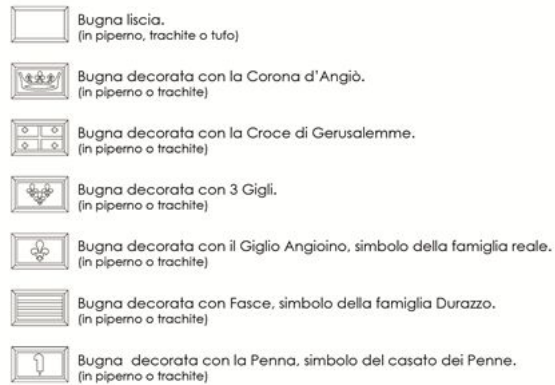 Bugna liscia.
(in piperno, trachite o tufo)
Bugna decorata con la Corona d'Angiò.
(in piperno o trachite)
Bugna decorata con la Croce di Gerusalemme.
(in piperno o trachite)
Bugna decorata con 3 Gigli.
(in piperno o trachite)
Bugna decorata con il Giglio Angioino, simbolo della famiglia reale.
(in piperno o trachite)
Bugna decorata con Fasce, simbolo della famiglia Durazzo.
(in piperno o trachite)
Bugna decorata con la Penna, simbolo del casato dei Penne.
(in piperno o trachite)